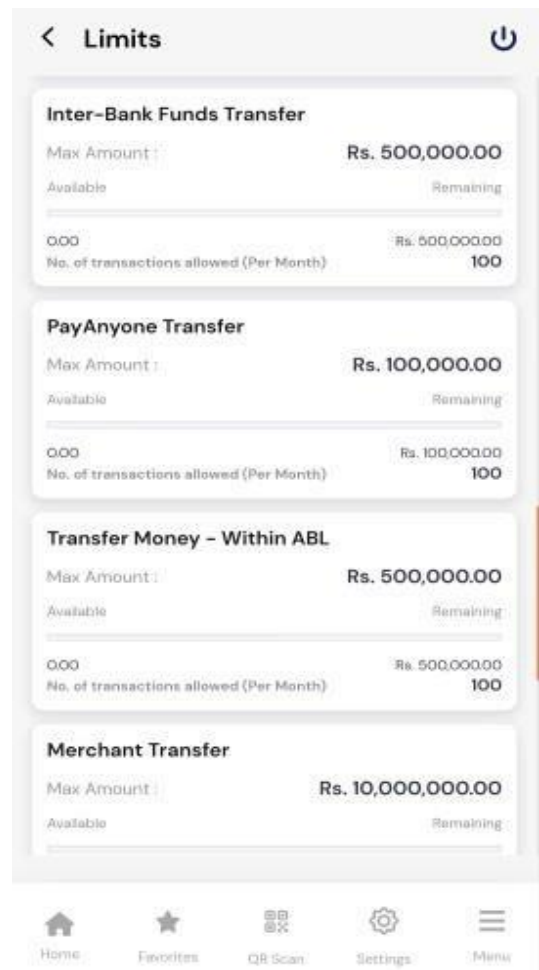 Limits
Inter-Bank Funds Transfer
Max Amount : Rs. 500,000.00
Available Remaining
0.00 Rs. 500,000.00
No. of transactions allowed (Per Month) 100
PayAnyone Transfer
Max Amount : Rs. 100,000.00
Available Remaining
0.00 Rs. 100,000.00
No. of transactions allowed (Per Month) 100
Transfer Money - Within ABL
Max Amount : Rs. 500,000.00
Available Remaining
0.00 Rs. 500,000.00
No. of transactions allowed (Per Month) 100
Merchant Transfer
Max Amount : Rs. 10,000,000.00
Available Remaining
Home Favorites QR Scan Settings Menu